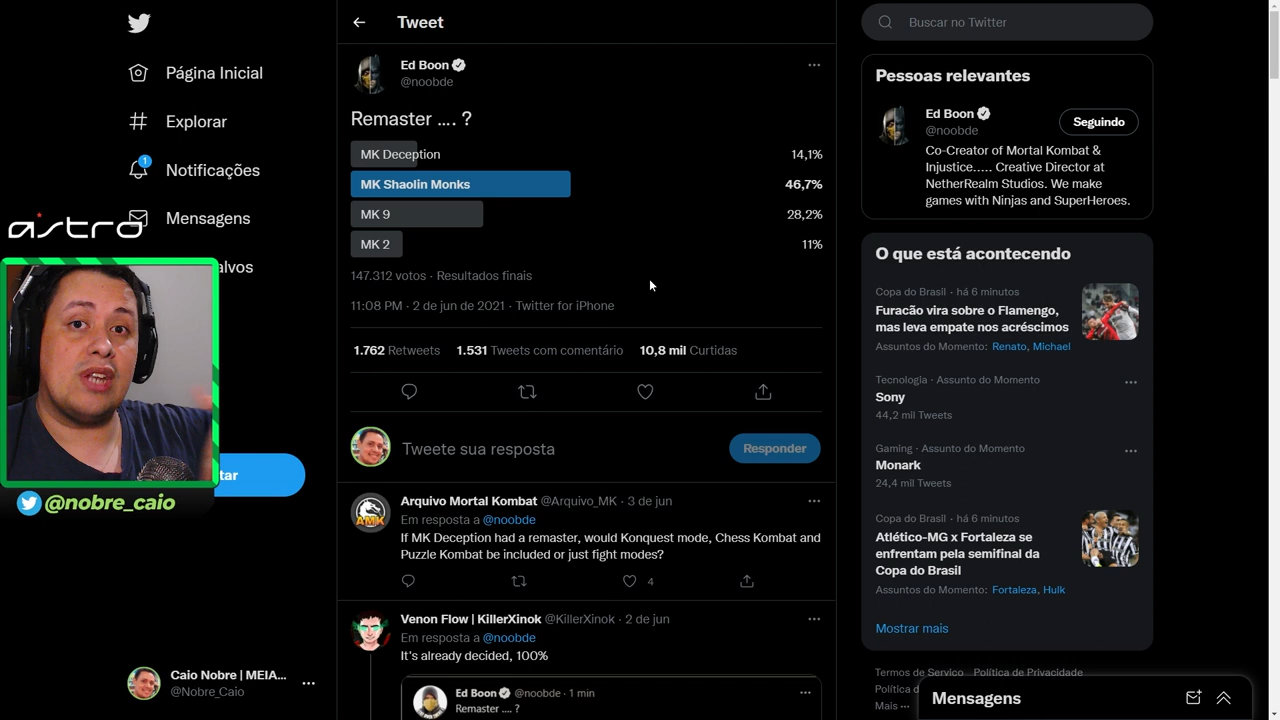 Tweet
Buscar no Twitter
Página Inicial
Explorar
1
Notificações
Mensagens
alvos
tar
astro
@nobre_caio
Caio Nobre | MEIA...
@Nobre_Caio
Ed Boon
@noobde
Remaster .... ?
MK Deception 14,1%
MK Shaolin Monks 46,7%
MK 9 28,2%
MK 2 11%
147.312 votos · Resultados finais
11:08 PM · 2 de jun de 2021 · Twitter for iPhone
1.762 Retweets 1.531 Tweets com comentário 10,8 mil Curtidas
Tweete sua resposta
Responder
Arquivo Mortal Kombat @Arquivo_MK · 3 de jun
AMK
Em resposta a @noobde
If MK Deception had a remaster, would Konquest mode, Chess Kombat and
Puzzle Kombat be included or just fight modes?
4
Venon Flow | KillerXinok @KillerXinok · 2 de jun
Em resposta a @noobde
It's already decided, 100%
Ed Boon @noobde · 1 min
Remaster .... ?
Pessoas relevantes
Ed Boon
@noobde
Seguindo
Co-Creator of Mortal Kombat &
Injustice..... Creative Director at
NetherRealm Studios. We make
games with Ninjas and SuperHeroes.
O que está acontecendo
Copa do Brasil · há 6 minutos
Furacão vira sobre o Flamengo,
mas leva empate nos acréscimos
Assuntos do Momento: Renato, Michael
Tecnologia · Assunto do Momento
Sony
44,2 mil Tweets
Gaming · Assunto do Momento
Monark
24,4 mil Tweets
Copa do Brasil · há 6 minutos
Atlético-MG x Fortaleza se
enfrentam pela semifinal da
Copa do Brasil
Assuntos do Momento: Fortaleza, Hulk
Mostrar mais
Termos de Serviço Política de Privacidade
Política d
Mais
Mensagens